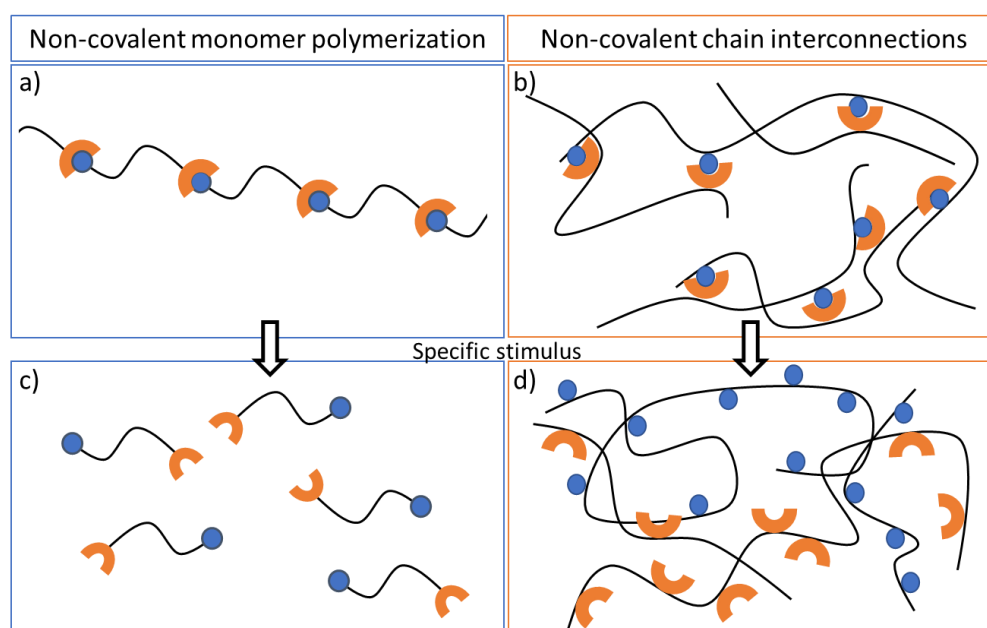 Non-covalent monomer polymerization
Non-covalent chain interconnections
a)
b)
Specific stimulus
c)
d)